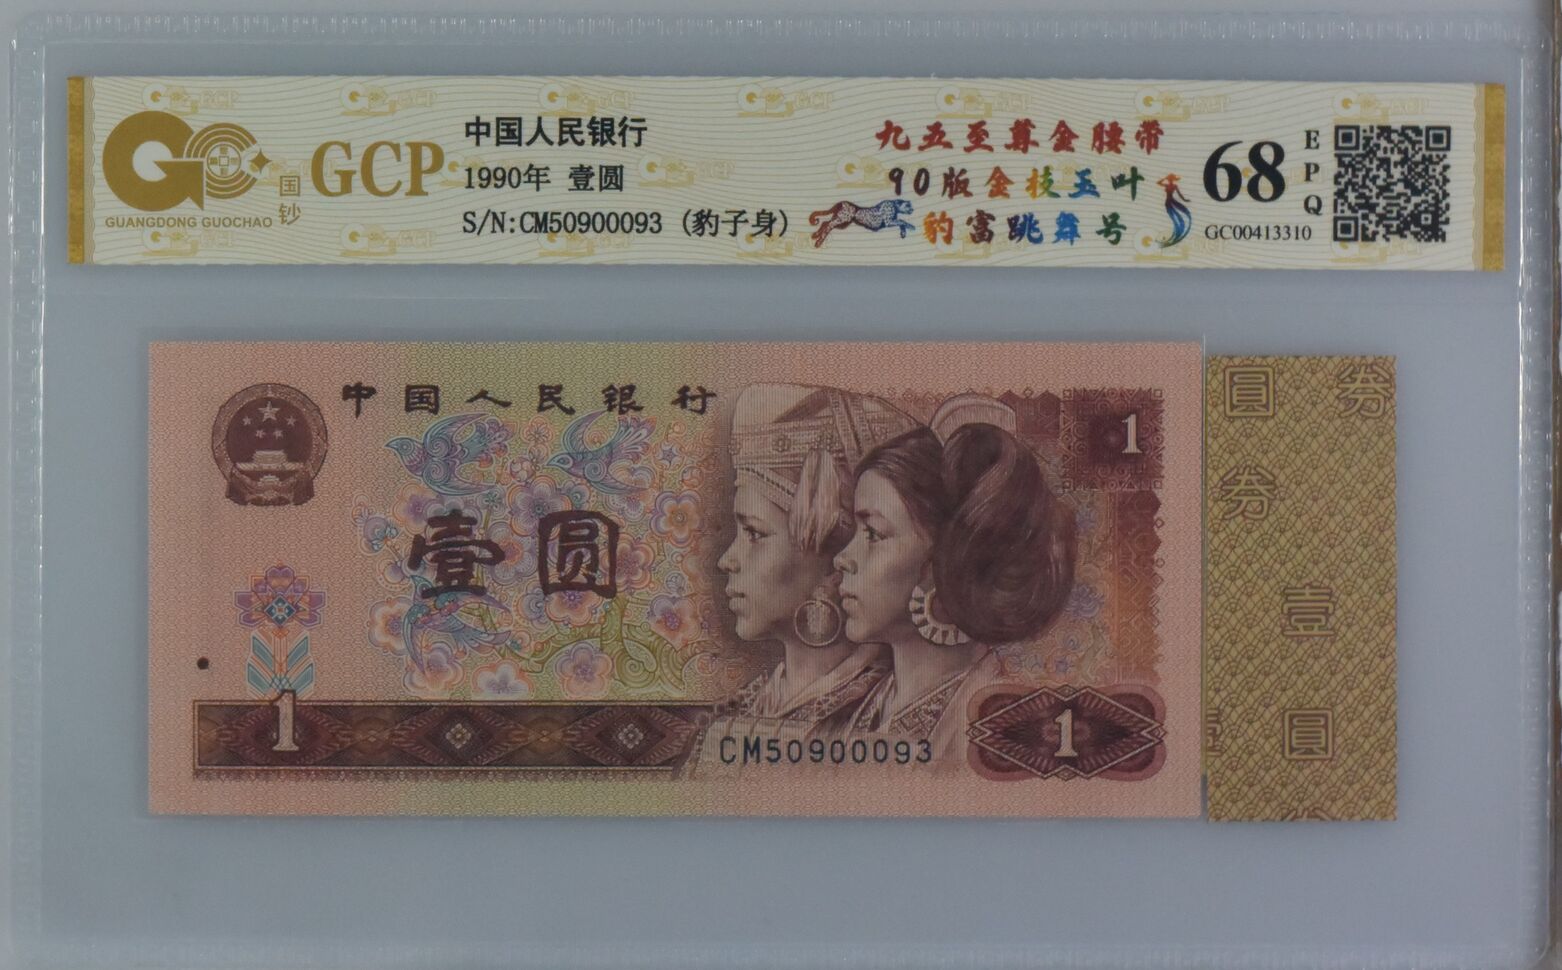 GCP
GUANGDONG GUOCHAO
国钞
中国人民银行
1990年 壹圆
S/N:CM50900093 (豹子身)
九五至尊金腰带
90版金枝玉叶
豹富跳舞号
68
EPQ
GC00413310
中国人民银行
1
壹圆
1
CM50900093
1
圓 券
券
壹
圓